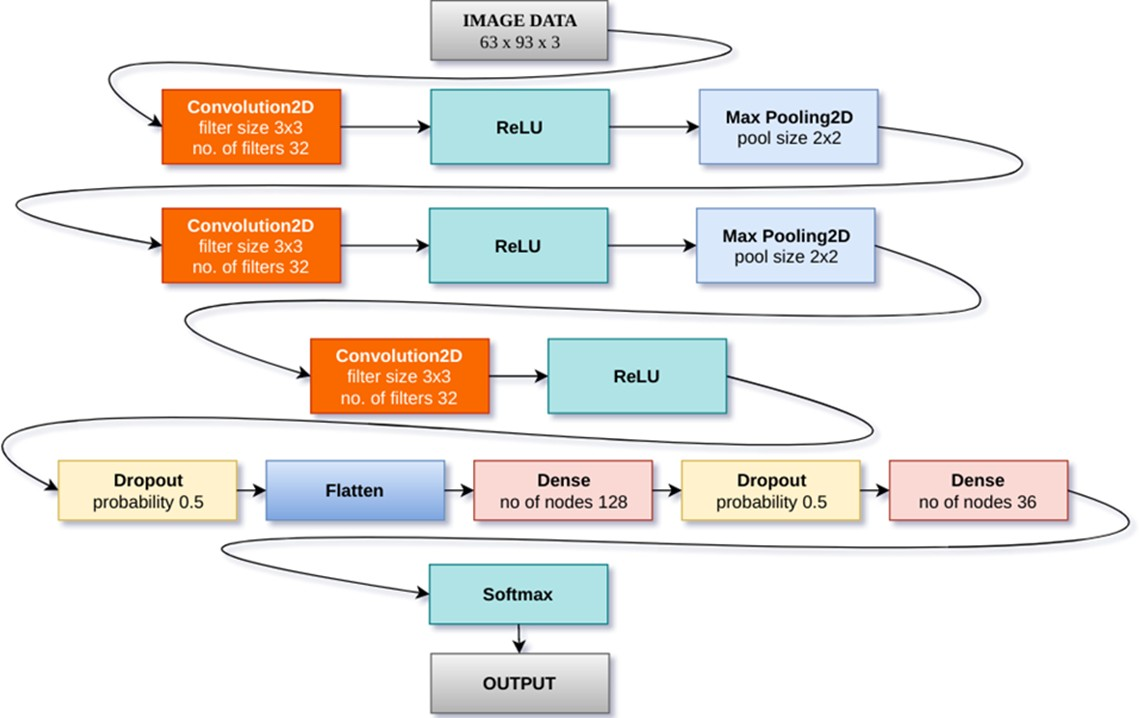 IMAGE DATA
63 x 93 x 3
Convolution2D
filter size 3x3
no. of filters 32
ReLU
Max Pooling2D
pool size 2x2
Convolution2D
filter size 3x3
no. of filters 32
ReLU
Max Pooling2D
pool size 2x2
Convolution2D
filter size 3x3
no. of filters 32
ReLU
Dropout
probability 0.5
Flatten
Dense
no of nodes 128
Dropout
probability 0.5
Dense
no of nodes 36
Softmax
OUTPUT